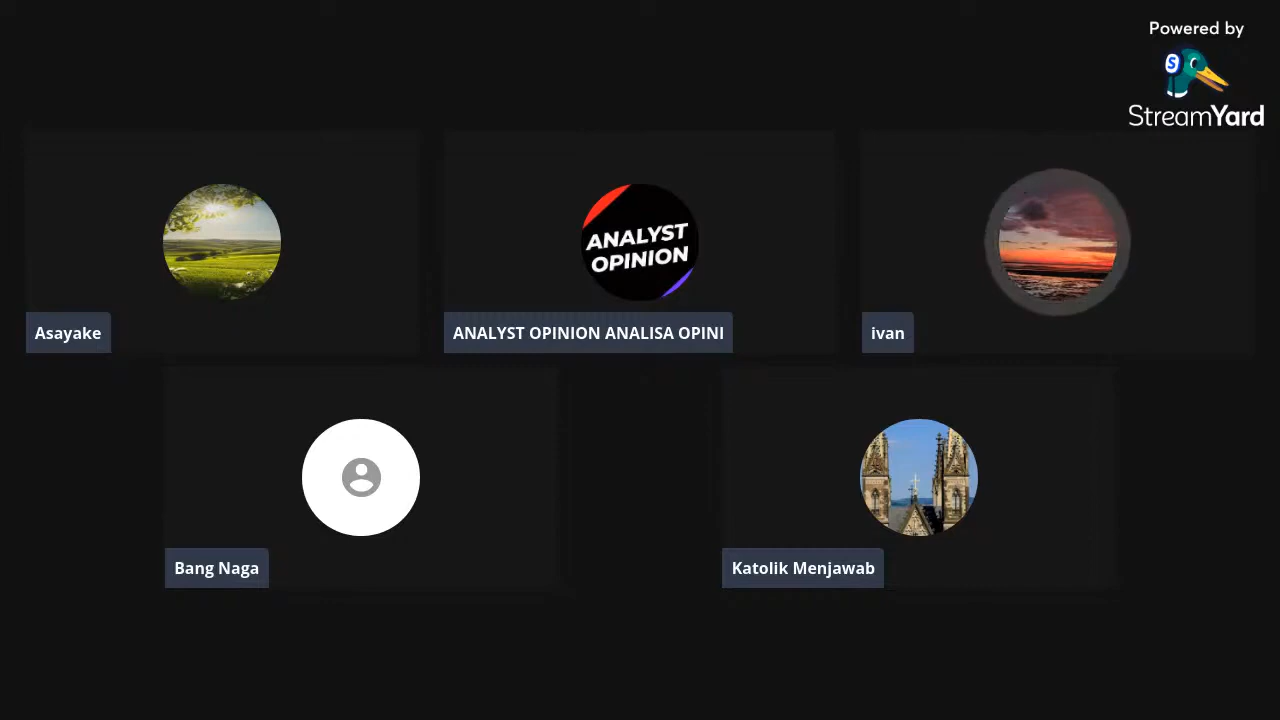 Powered by
S
StreamYard
ANALYST
OPINION
Asayake
ANALYST OPINION ANALISA OPINI
ivan
Bang Naga
Katolik Menjawab